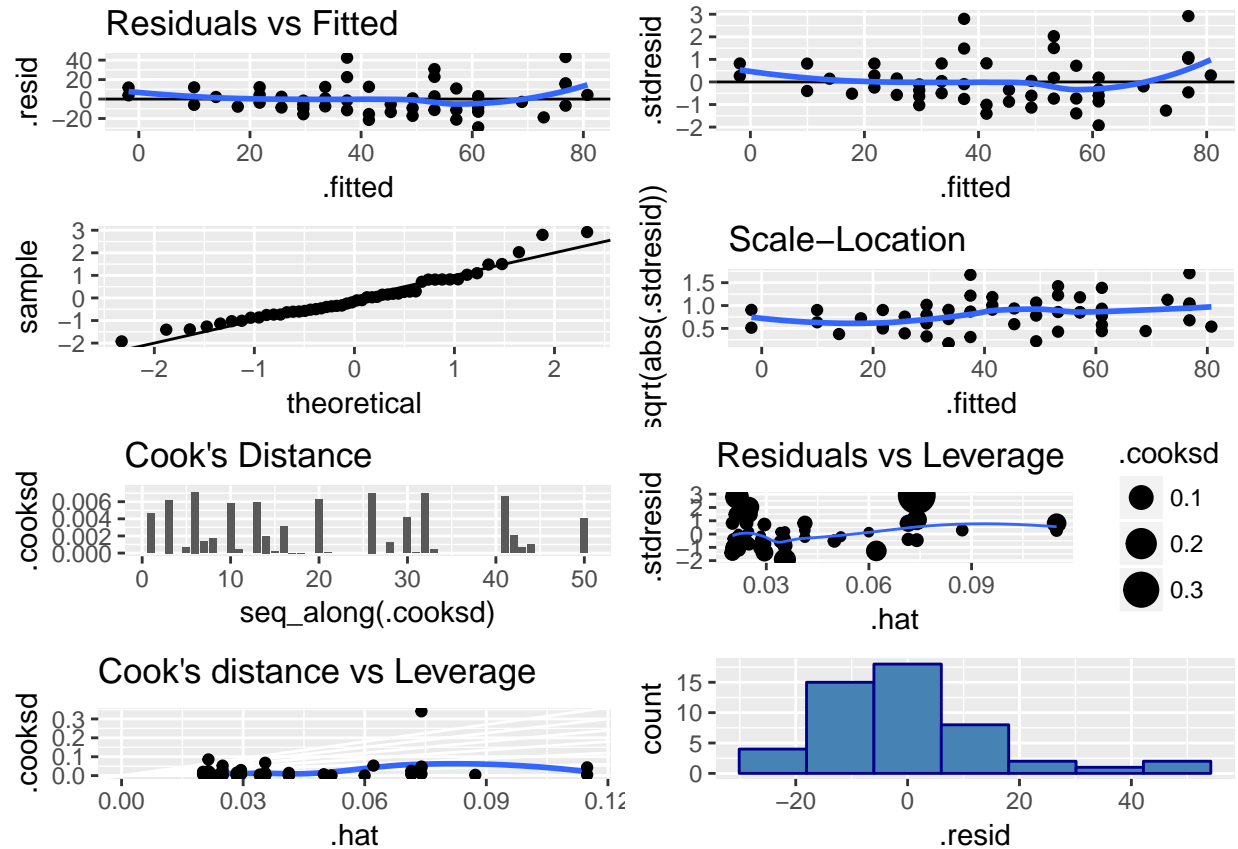 Residuals vs Fitted
.resid
40
20
0
−20
0 20 40 60 80
.fitted
.stdresid
3
2
1
0
−1
−2
0 20 40 60 80
.fitted
sample
3
2
1
0
−1
−2
−2 −1 0 1 2
theoretical
Scale−Location
sqrt(abs(.stdresid))
1.5
1.0
0.5
0 20 40 60 80
.fitted
Cook's Distance
.cooksd
0.006
0.004
0.002
0.000
0 10 20 30 40 50
seq_along(.cooksd)
Residuals vs Leverage
.stdresid
3
2
1
0
−1
−2
0.03 0.06 0.09
.hat
.cooksd
0.1
0.2
0.3
Cook's distance vs Leverage
.cooksd
0.3
0.2
0.1
0.0
0.00 0.03 0.06 0.09 0.12
.hat
count
15
10
5
0
−20 0 20 40
.resid